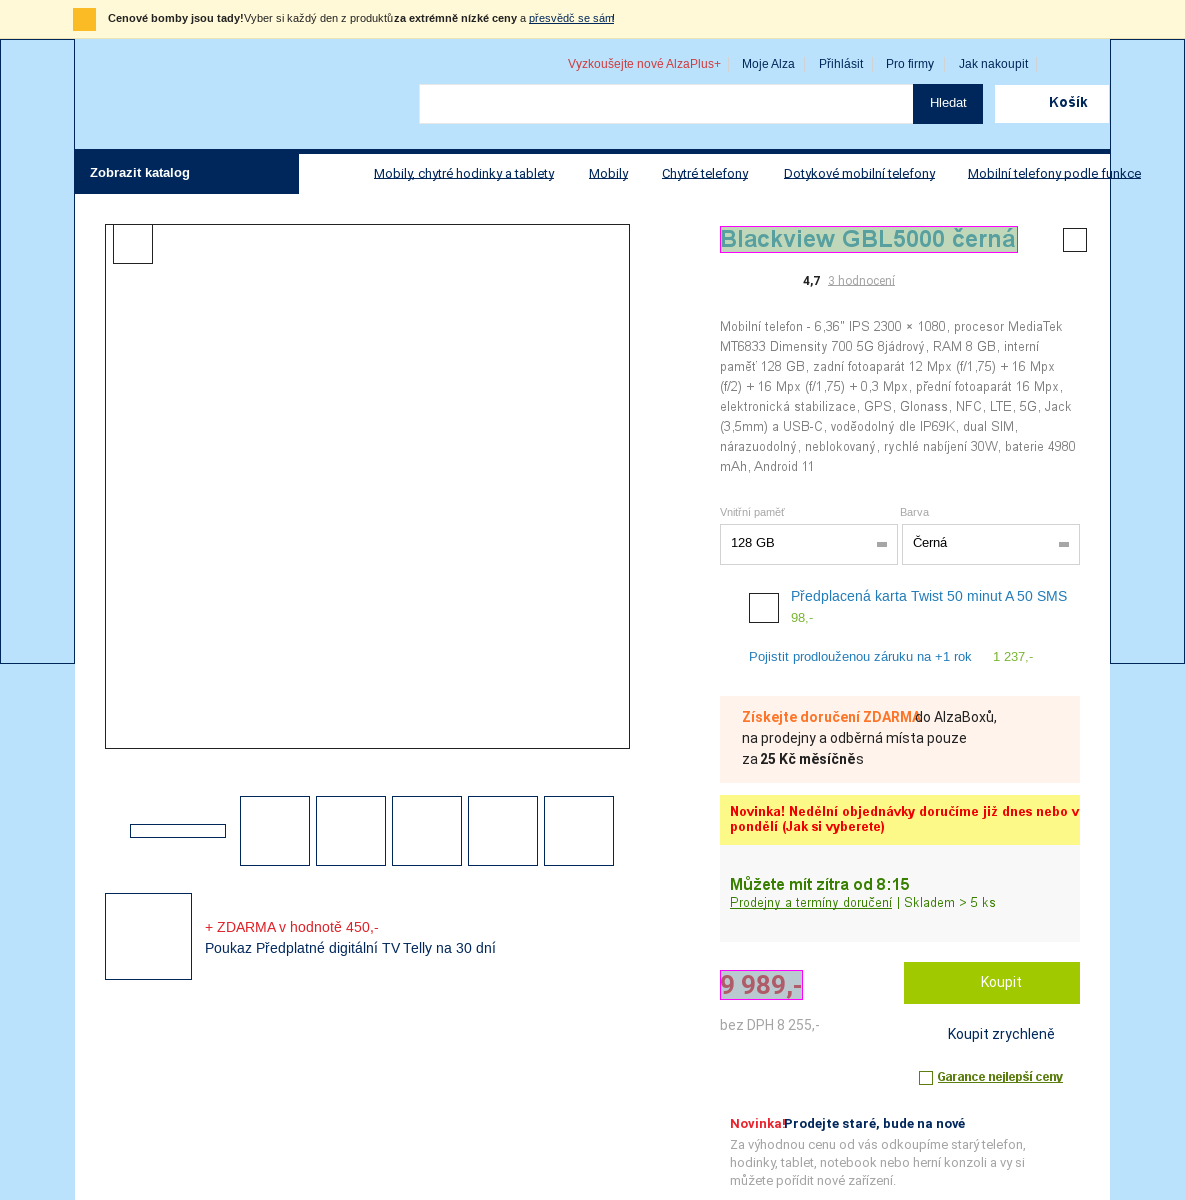 Cenové bomby jsou tady!Vyber si každý den z produktů za extrémně nízké ceny a přesvědč se sám!
Vyzkoušejte nové AlzaPlus+ Moje Alza Přihlásit Pro firmy Jak nakoupit
Hledat Košík
Zobrazit katalog Mobily, chytré hodinky a tablety Mobily Chytré telefony Dotykové mobilní telefony Mobilní telefony podle funkce
Blackview GBL5000 černá
4,7 3 hodnocení
Mobilní telefon - 6,36" IPS 2300 × 1080, procesor MediaTek
MT6833 Dimensity 700 5G 8jádrový, RAM 8 GB, interní
paměť 128 GB, zadní fotoaparát 12 Mpx (f/1,75) + 16 Mpx
(f/2) + 16 Mpx (f/1,75) + 0,3 Mpx, přední fotoaparát 16 Mpx,
elektronická stabilizace, GPS, Glonass, NFC, LTE, 5G, Jack
(3,5mm) a USB-C, voděodolný dle IP69K, dual SIM,
nárazuodolný, neblokovaný, rychlé nabíjení 30W, baterie 4980
mAh, Android 11
Vnitřní paměť Barva
128 GB Černá
Předplacená karta Twist 50 minut A 50 SMS
98,-
Pojistit prodlouženou záruku na +1 rok 1 237,-
Získejte doručení ZDARMA do AlzaBoxů,
na prodejny a odběrná místa pouze
za 25 Kč měsíčně s
Novinka! Nedělní objednávky doručíme již dnes nebo v
pondělí (Jak si vyberete)
Můžete mít zítra od 8:15
Prodejny a termíny doručení | Skladem > 5 ks
+ ZDARMA v hodnotě 450,-
Poukaz Předplatné digitální TV Telly na 30 dní
9 989,- Koupit
bez DPH 8 255,-
Koupit zrychleně
Garance nejlepší ceny
Novinka! Prodejte staré, bude na nové
Za výhodnou cenu od vás odkoupíme starý telefon,
hodinky, tablet, notebook nebo herní konzoli a vy si
můžete pořídit nové zařízení.